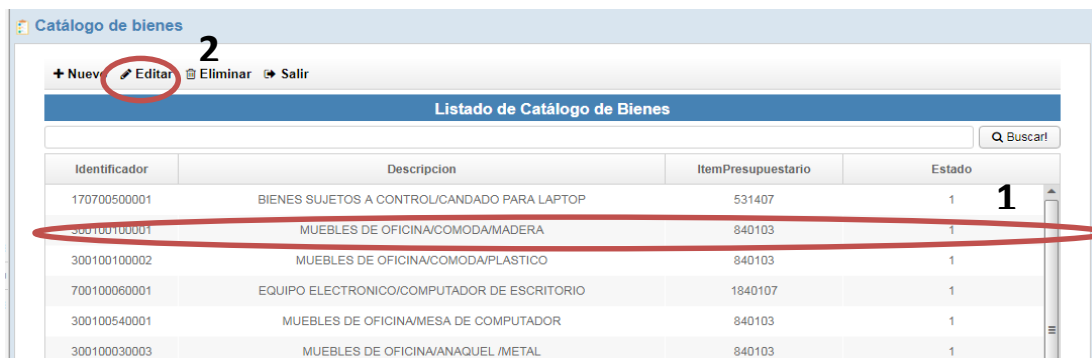 Catálogo de bienes
2
Nuevo Editar Eliminar Salir
Listado de Catálogo de Bienes
Buscar!
Identificador Descripcion ItemPresupuestario Estado
170700500001 BIENES SUJETOS A CONTROL/CANDADO PARA LAPTOP 531407 1
1
300100100001 MUEBLES DE OFICINA/COMODA/MADERA 840103 1
300100100002 MUEBLES DE OFICINA/COMODA/PLASTICO 840103 1
700100060001 EQUIPO ELECTRONICO/COMPUTADOR DE ESCRITORIO 1840107 1
300100540001 MUEBLES DE OFICINA/MESA DE COMPUTADOR 840103 1
300100030003 MUEBLES DE OFICINA/ANAQUEL /METAL 840103 1